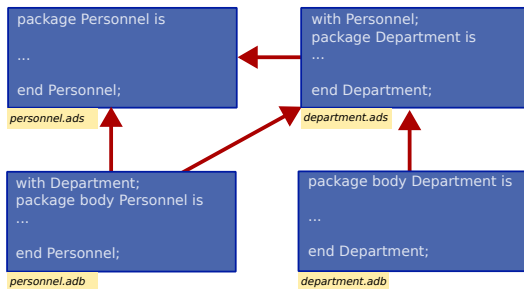 package Personnel is
...
end Personnel;
personnel.ads
with Personnel;
package Department is
...
end Department;
department.ads
with Department;
package body Personnel is
...
end Personnel;
personnel.adb
package body Department is
...
end Department;
department.adb